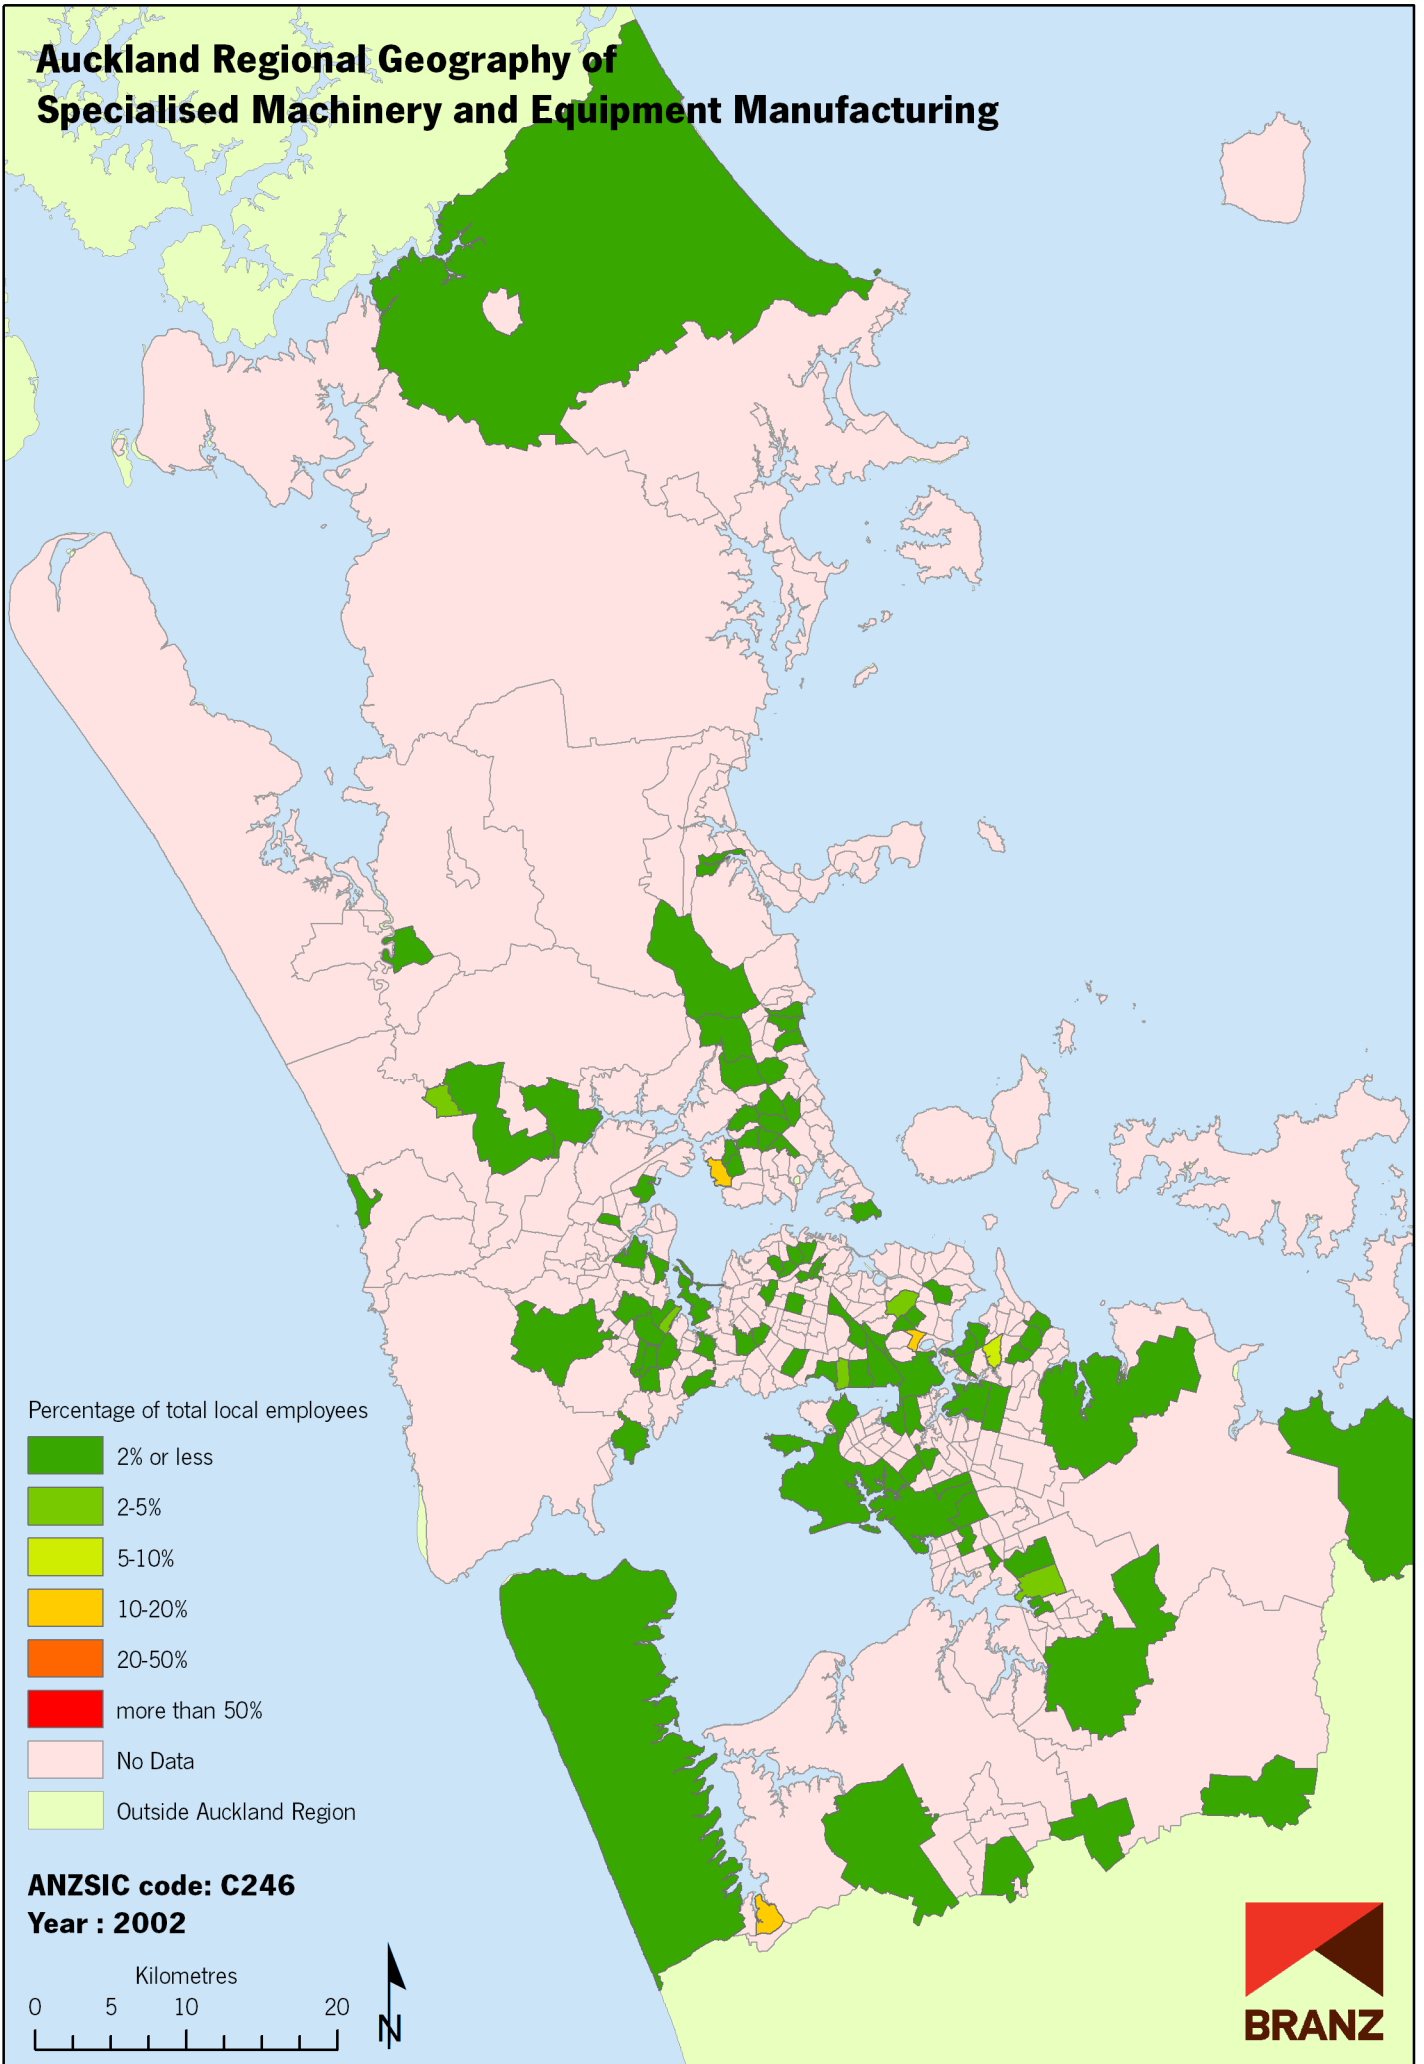 Auckland Regional Geography of
Specialised Machinery and Equipment Manufacturing
Percentage of total local employees
2% or less
2-5%
5-10%
10-20%
20-50%
more than 50%
No Data
Outside Auckland Region
ANZSIC code: C246
Year : 2002
Kilometres
0 5 10 20
N
BRANZ